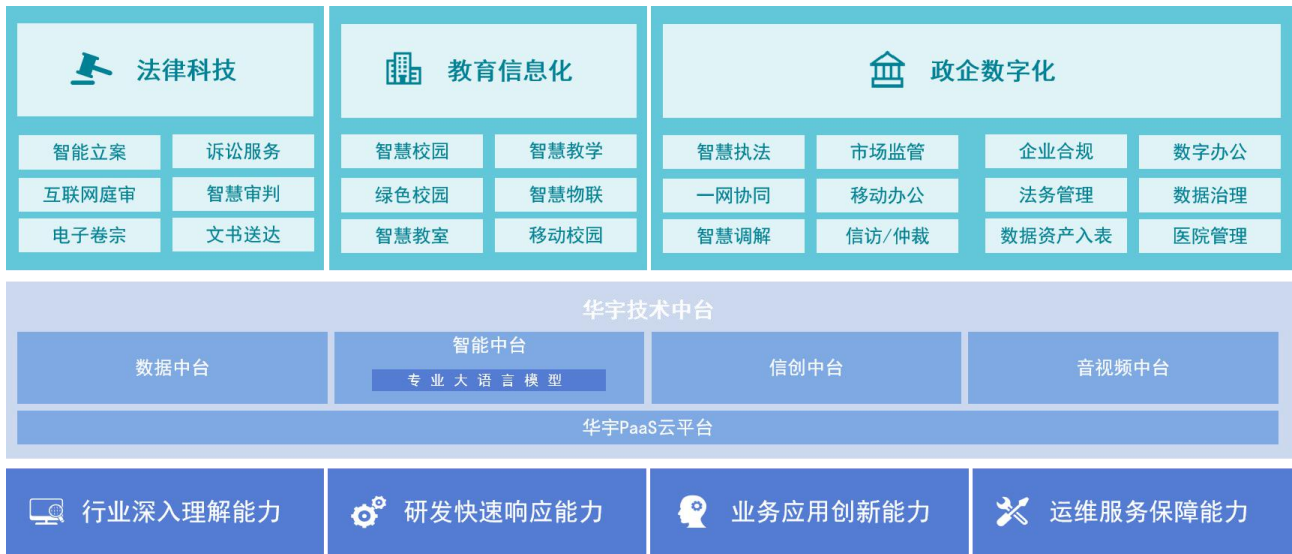 法律科技
智能立案 诉讼服务
互联网庭审 智慧审判
电子卷宗 文书送达
教育信息化
智慧校园 智慧教学
绿色校园 智慧物联
智慧教室 移动校园
政企数字化
智慧执法 市场监管 企业合规 数字办公
一网协同 移动办公 法务管理 数据治理
智慧调解 信访/仲裁 数据资产入表 医院管理
华宇技术中台
数据中台
智能中台
专业大语言模型
信创中台
音视频中台
华宇PaaS云平台
行业深入理解能力
研发快速响应能力
业务应用创新能力
运维服务保障能力